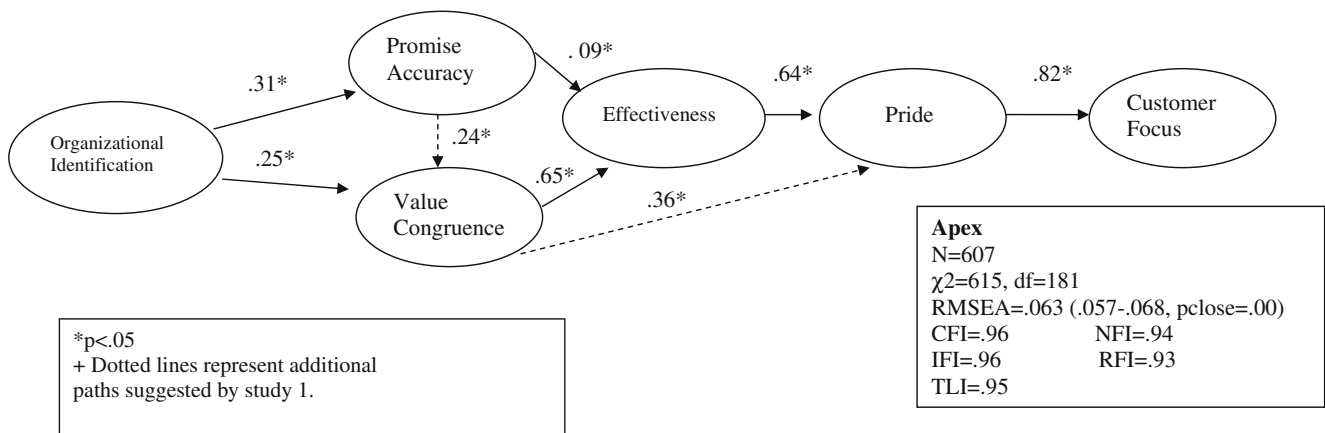 Promise
Accuracy
. 09*
.64*
.82*
.31*
Effectiveness
Pride
Customer
Focus
Organizational
Identification
.24*
.25*
Value
Congruence
.65*
.36*
Apex
N=607
χ2=615, df=181
RMSEA=.063 (.057-.068, pclose=.00)
CFI=.96 NFI=.94
IFI=.96 RFI=.93
TLI=.95
*p<.05
+ Dotted lines represent additional
paths suggested by study 1.